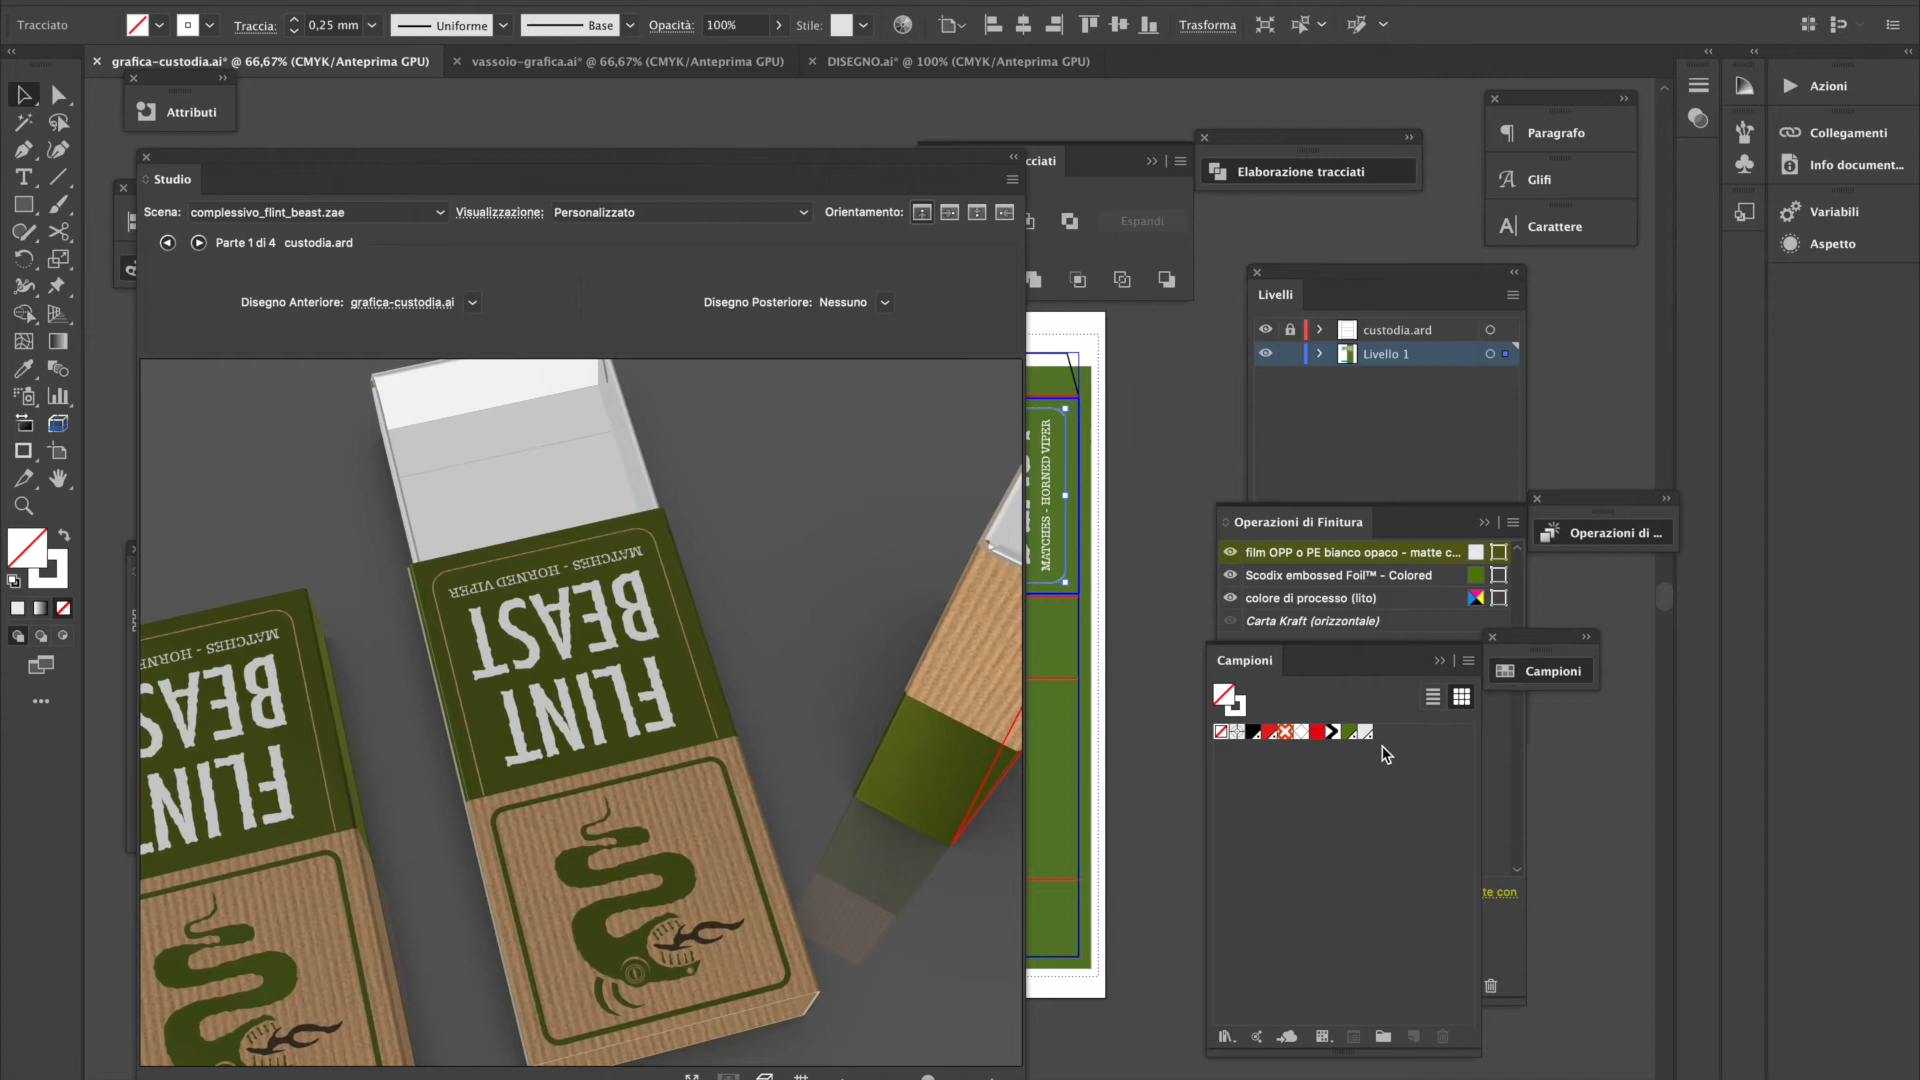 Tracciato
Traccia:
0,25 mm
Uniforme
Base
Opacità:
100%
Stile:
Trasforma
grafica-custodia.ai* @ 66,67% (CMYK/Anteprima GPU)
vassoio-grafica.ai* @ 66,67% (CMYK/Anteprima GPU)
DISEGNO.ai* @ 100% (CMYK/Anteprima GPU)
Attributi
Azioni
Collegamenti
Info document...
Variabili
Aspetto
Paragrafo
Glifi
Carattere
cciati
Elaborazione tracciati
Espandi
Studio
Scena:
complessivo_flint_beast.zae
Visualizzazione:
Personalizzato
Orientamento:
Parte 1 di 4 custodia.ard
Disegno Anteriore: grafica-custodia.ai
Disegno Posteriore: Nessuno
Livelli
custodia.ard
Livello 1
MATCHES - HORNED VIPER
Operazioni di Finitura
film OPP o PE bianco opaco - matte c...
Scodix embossed Foil™ - Colored
colore di processo (lito)
Carta Kraft (orizzontale)
Operazioni di ...
Campioni
Campioni
te con
MATCHES - HORNED VIPER
BEAST
FLINT
MATCHES - HORNE
BEAS
FLINT